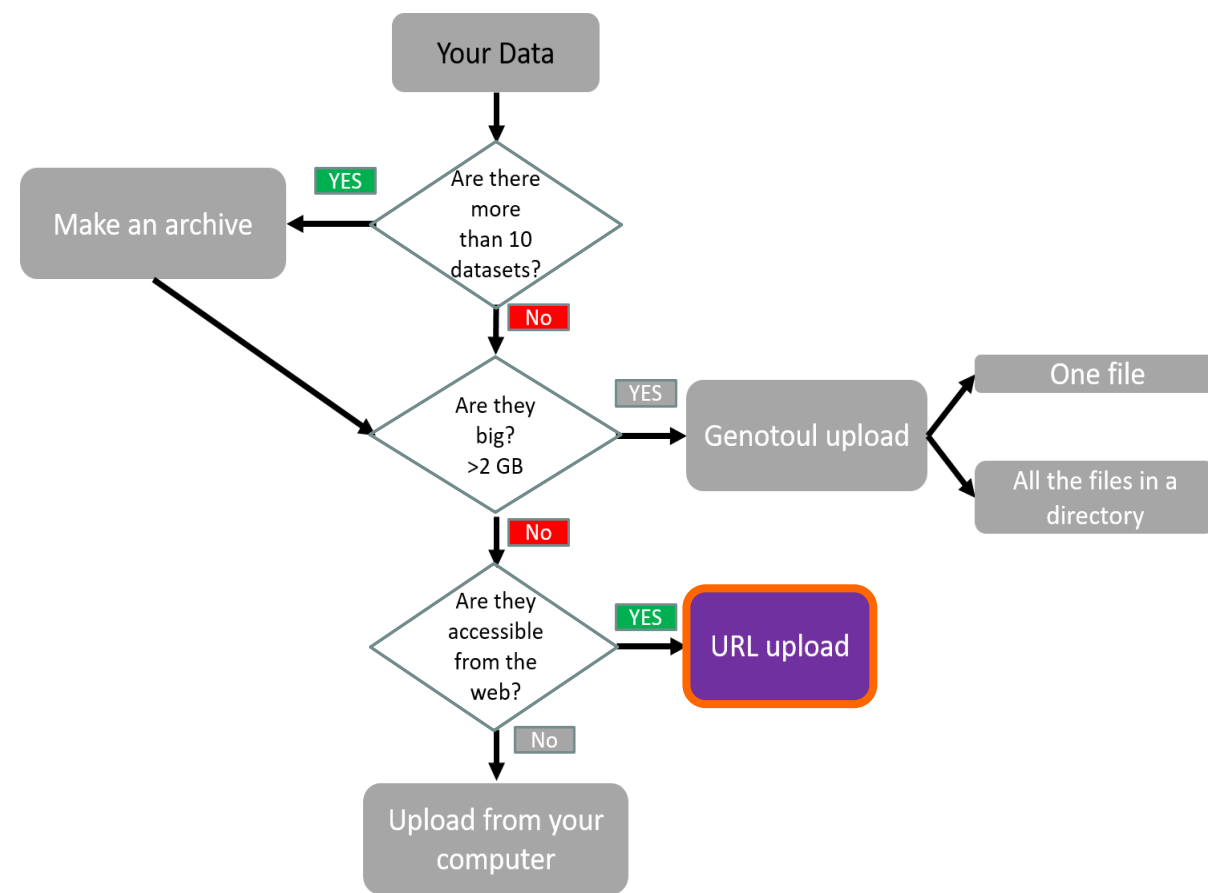 Your Data
YES
Are there
more
than 10
datasets?
Make an archive
No
One file
Are they
big?
>2 GB
YES
Genotoul upload
All the files in a
directory
No
Are they
accessible
from the
web?
YES
URL upload
No
Upload from your
computer